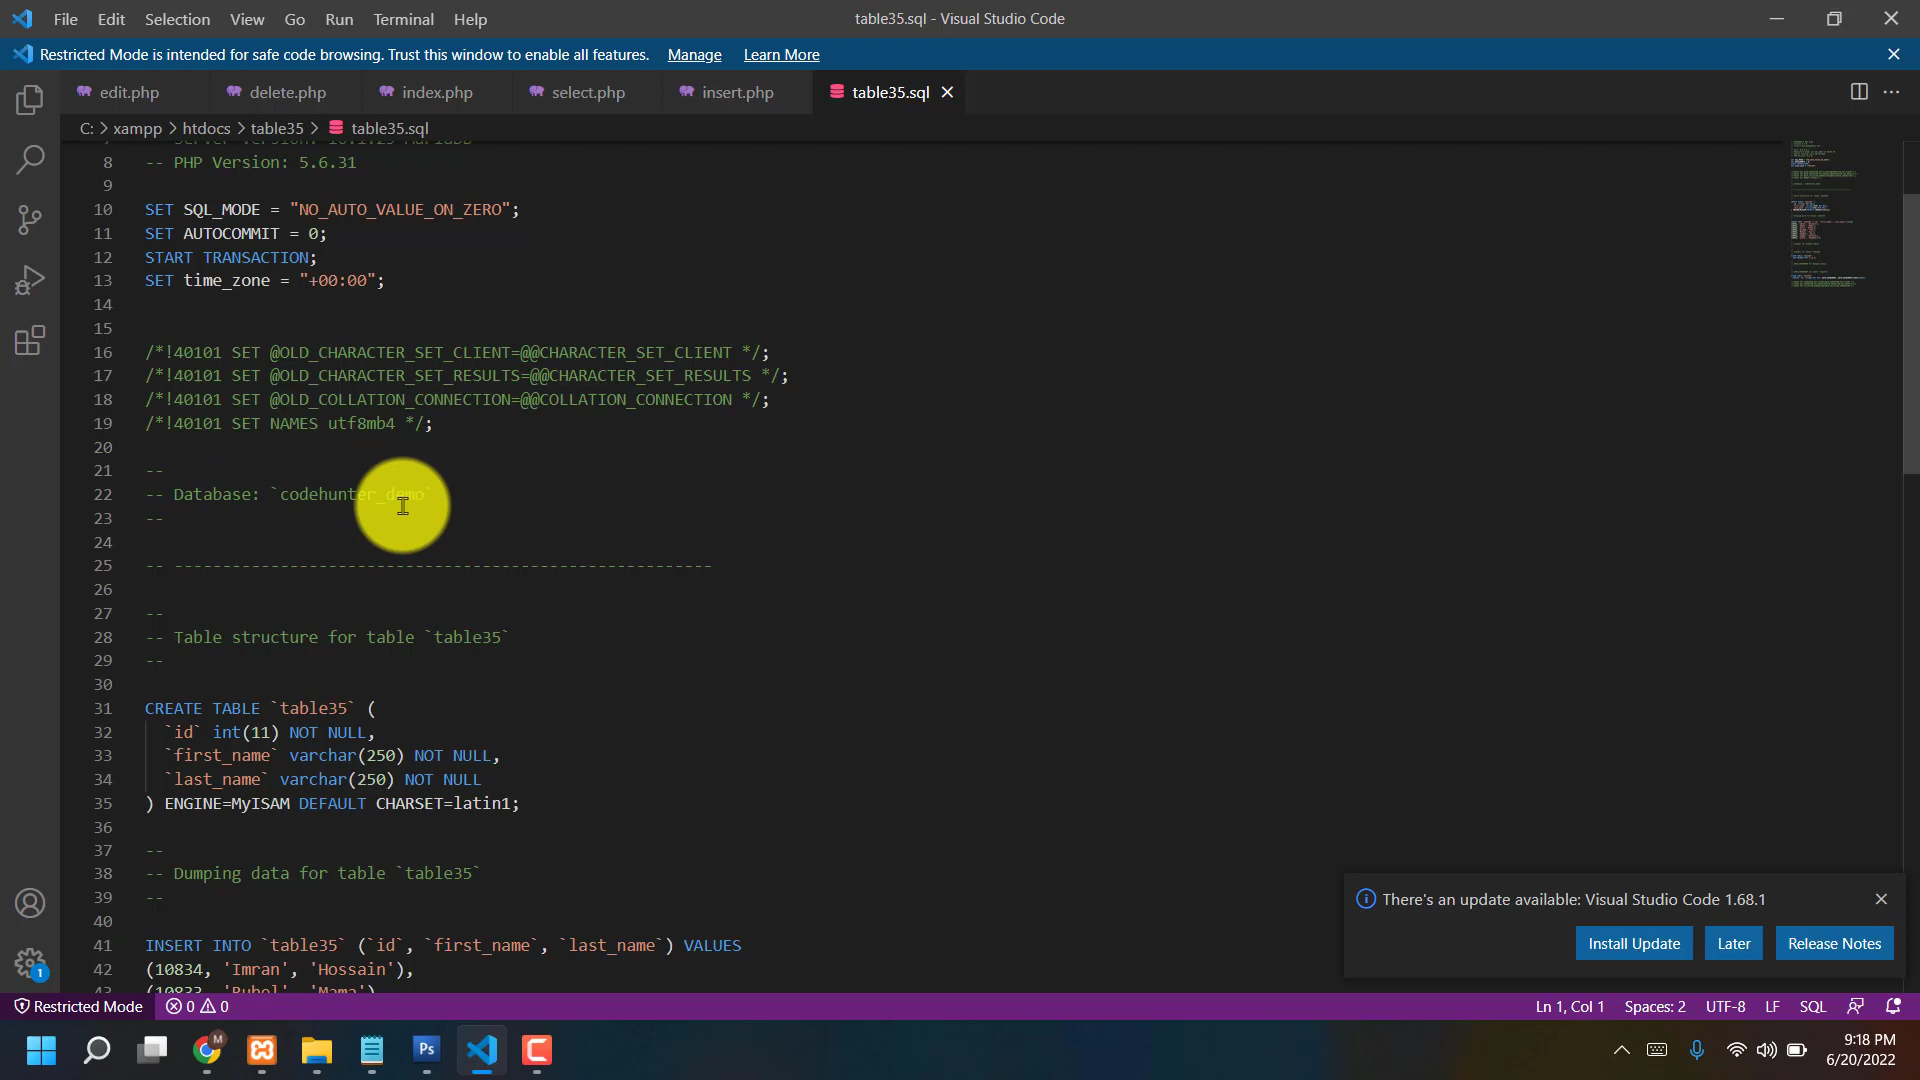 File Edit Selection View Go Run Terminal Help
table35.sql - Visual Studio Code
Restricted Mode is intended for safe code browsing. Trust this window to enable all features. Manage Learn More
edit.php delete.php index.php select.php insert.php table35.sql
C: > xampp > htdocs > table35 > table35.sql
8 -- PHP Version: 5.6.31
9
10 SET SQL_MODE = "NO_AUTO_VALUE_ON_ZERO";
11 SET AUTOCOMMIT = 0;
12 START TRANSACTION;
13 SET time_zone = "+00:00";
14
15
16 /*!40101 SET @OLD_CHARACTER_SET_CLIENT=@@CHARACTER_SET_CLIENT */;
17 /*!40101 SET @OLD_CHARACTER_SET_RESULTS=@@CHARACTER_SET_RESULTS */;
18 /*!40101 SET @OLD_COLLATION_CONNECTION=@@COLLATION_CONNECTION */;
19 /*!40101 SET NAMES utf8mb4 */;
20
21 --
22 -- Database: `codehunter_demo`
23 --
24
25 -- --------------------------------------------------------
26
27 --
28 -- Table structure for table `table35`
29 --
30
31 CREATE TABLE `table35` (
32 `id` int(11) NOT NULL,
33 `first_name` varchar(250) NOT NULL,
34 `last_name` varchar(250) NOT NULL
35 ) ENGINE=MyISAM DEFAULT CHARSET=latin1;
36
37 --
38 -- Dumping data for table `table35`
39 --
40
41 INSERT INTO `table35` (`id`, `first_name`, `last_name`) VALUES
42 (10834, 'Imran', 'Hossain'),
There's an update available: Visual Studio Code 1.68.1
Install Update Later Release Notes
1
Restricted Mode 0 0
Ln 1, Col 1 Spaces: 2 UTF-8 LF SQL
M
Ps
9:18 PM
6/20/2022